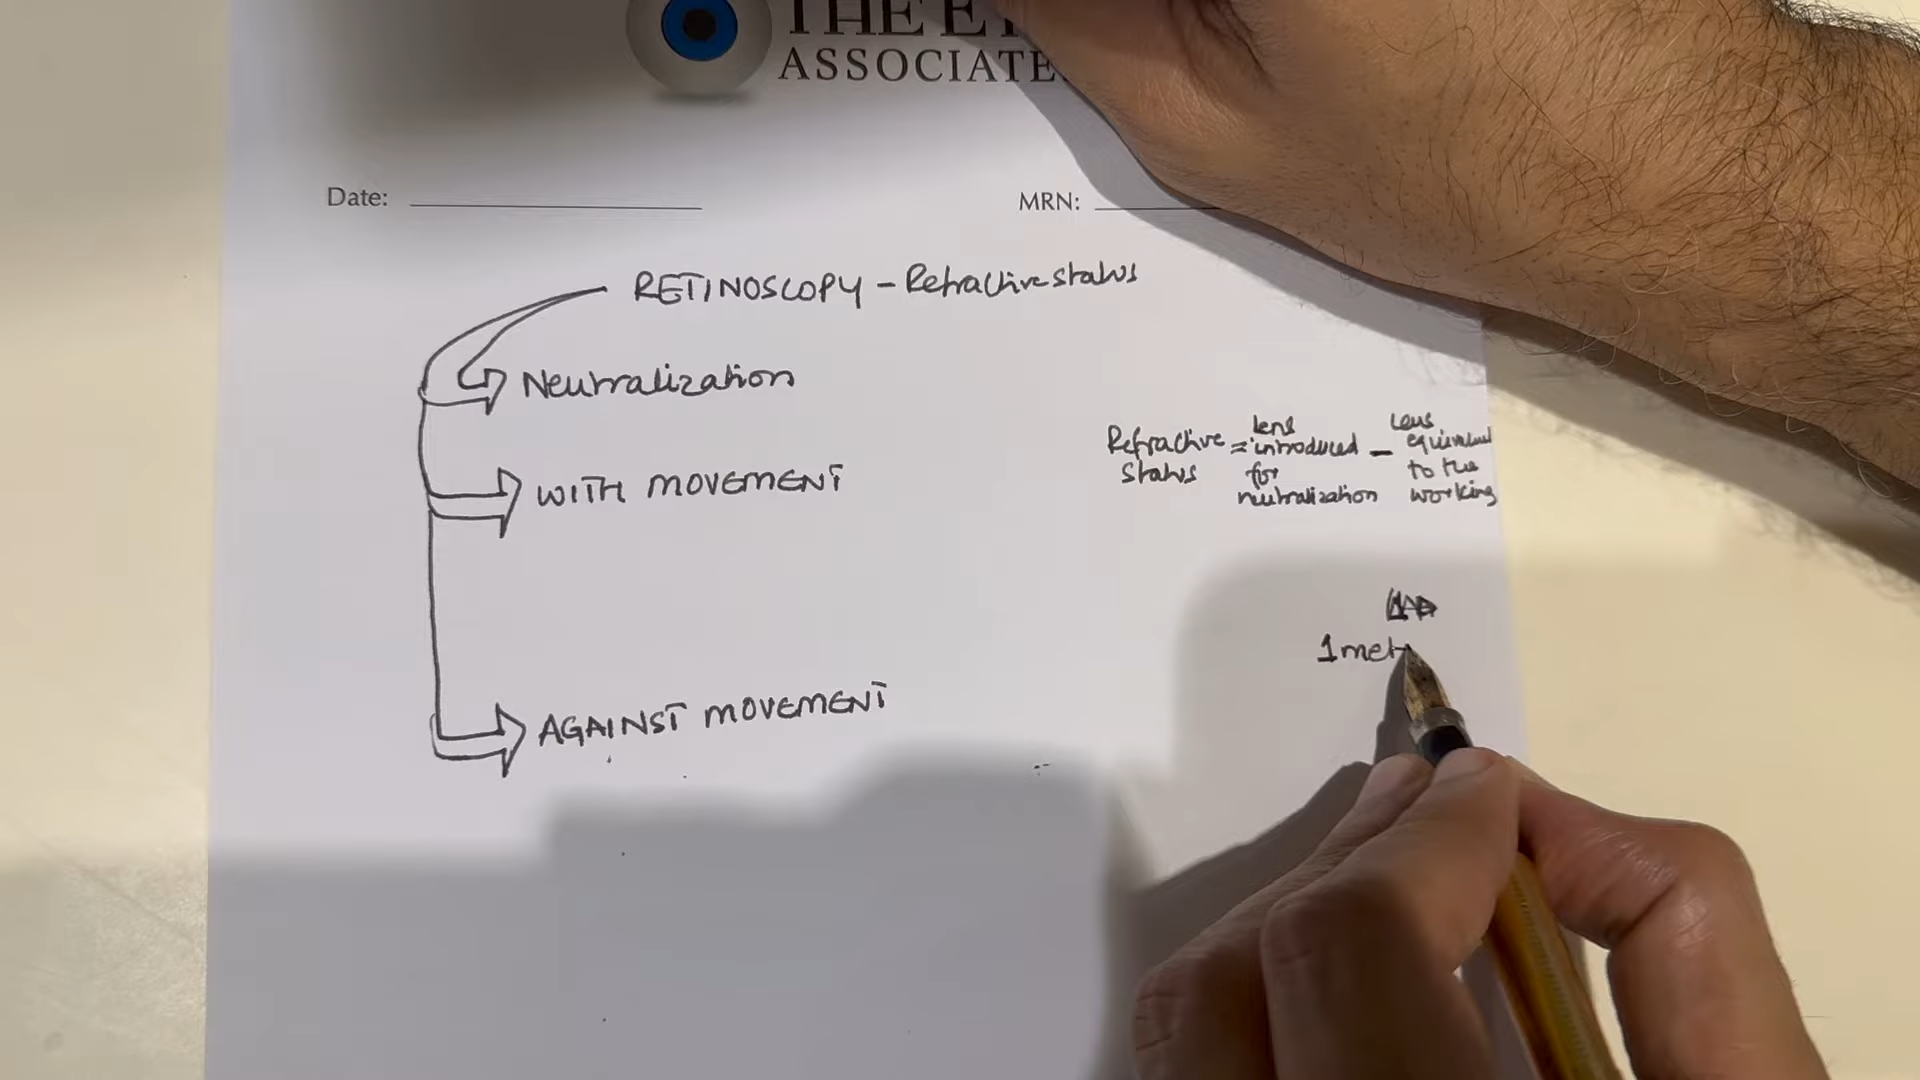 THE E
ASSOCIATE
Date:
MRN:
RETINOSCOPY - Refractive status
Neutralization
WITH MOVEMENT
AGAINST MOVEMENT
lens
Refractive = introduced
status for
neutralization
- Lens
equivalent
to the
working
1met